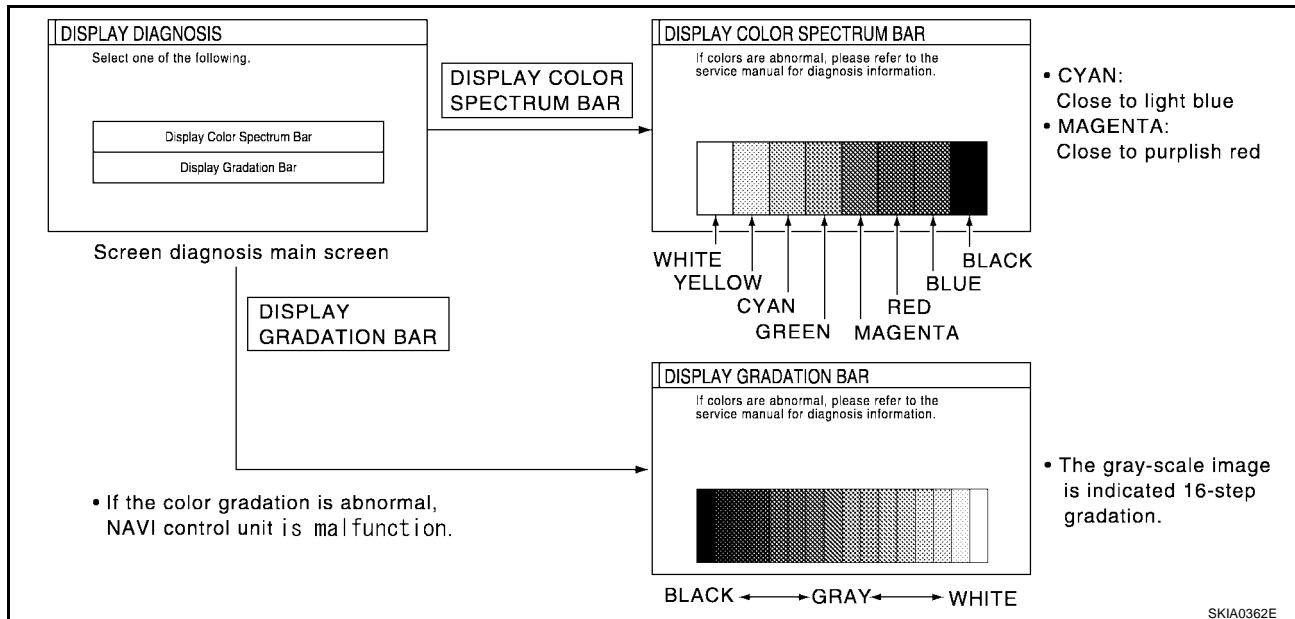 DISPLAY DIAGNOSIS
Select one of the following.
Display Color Spectrum Bar
Display Gradation Bar
Screen diagnosis main screen
DISPLAY COLOR
SPECTRUM BAR
DISPLAY COLOR SPECTRUM BAR
If colors are abnormal, please refer to the
service manual for diagnosis information.
WHITE
YELLOW
CYAN
GREEN
MAGENTA
RED
BLUE
BLACK
• CYAN:
Close to light blue
• MAGENTA:
Close to purplish red
DISPLAY
GRADATION BAR
• If the color gradation is abnormal,
NAVI control unit is malfunction.
DISPLAY GRADATION BAR
If colors are abnormal, please refer to the
service manual for diagnosis information.
BLACK GRAY WHITE
• The gray-scale image
is indicated 16-step
gradation.
SKIA0362E